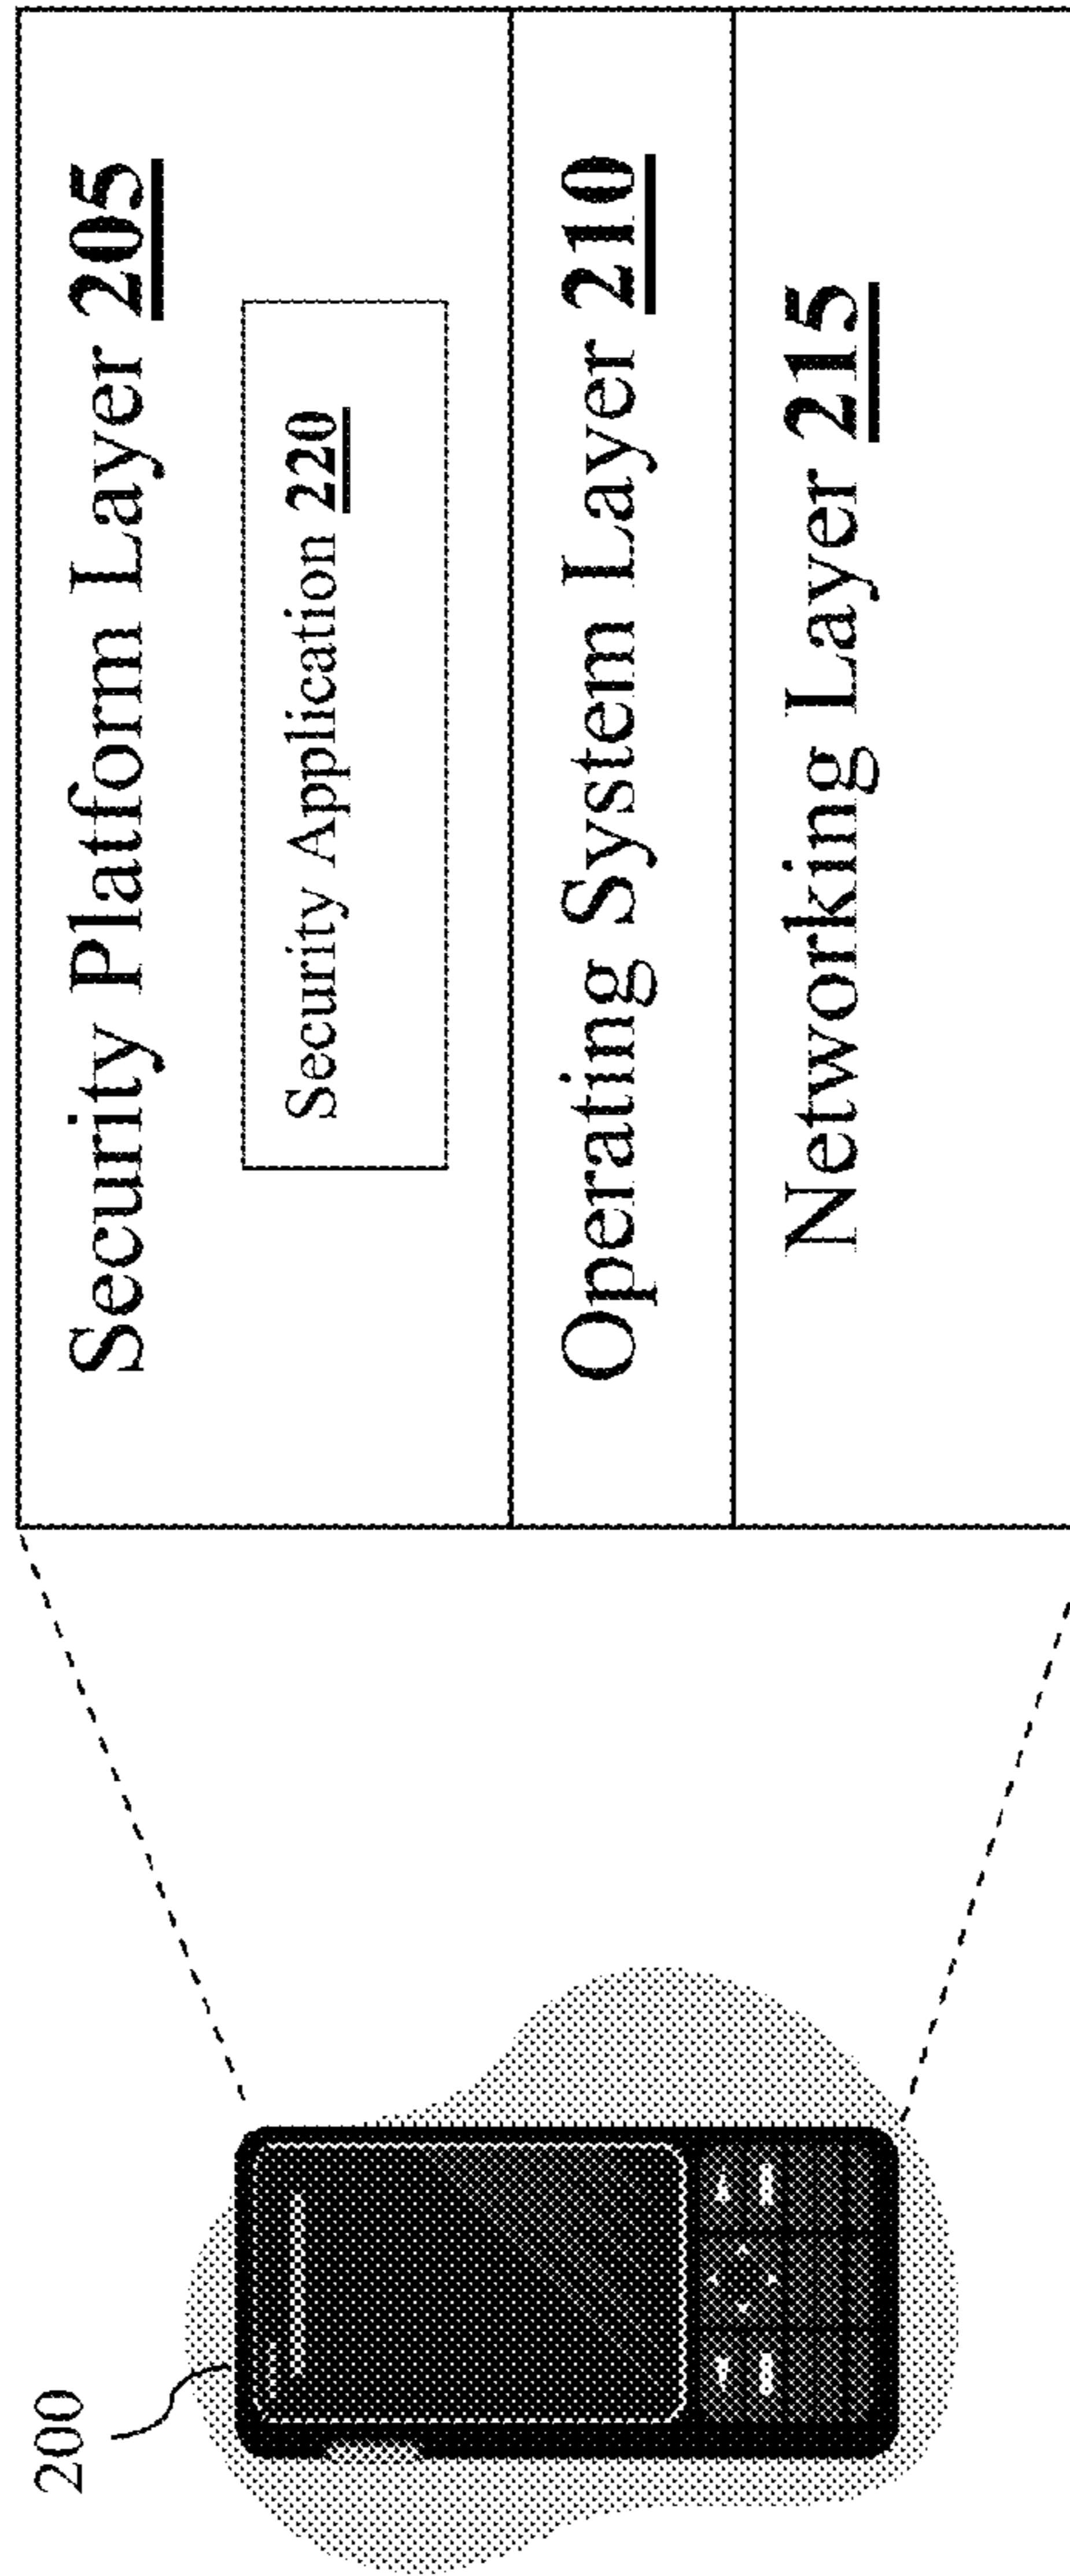 200
Security Platform Layer 205
Security Application 220
Operating System Layer 210
Networking Layer 215